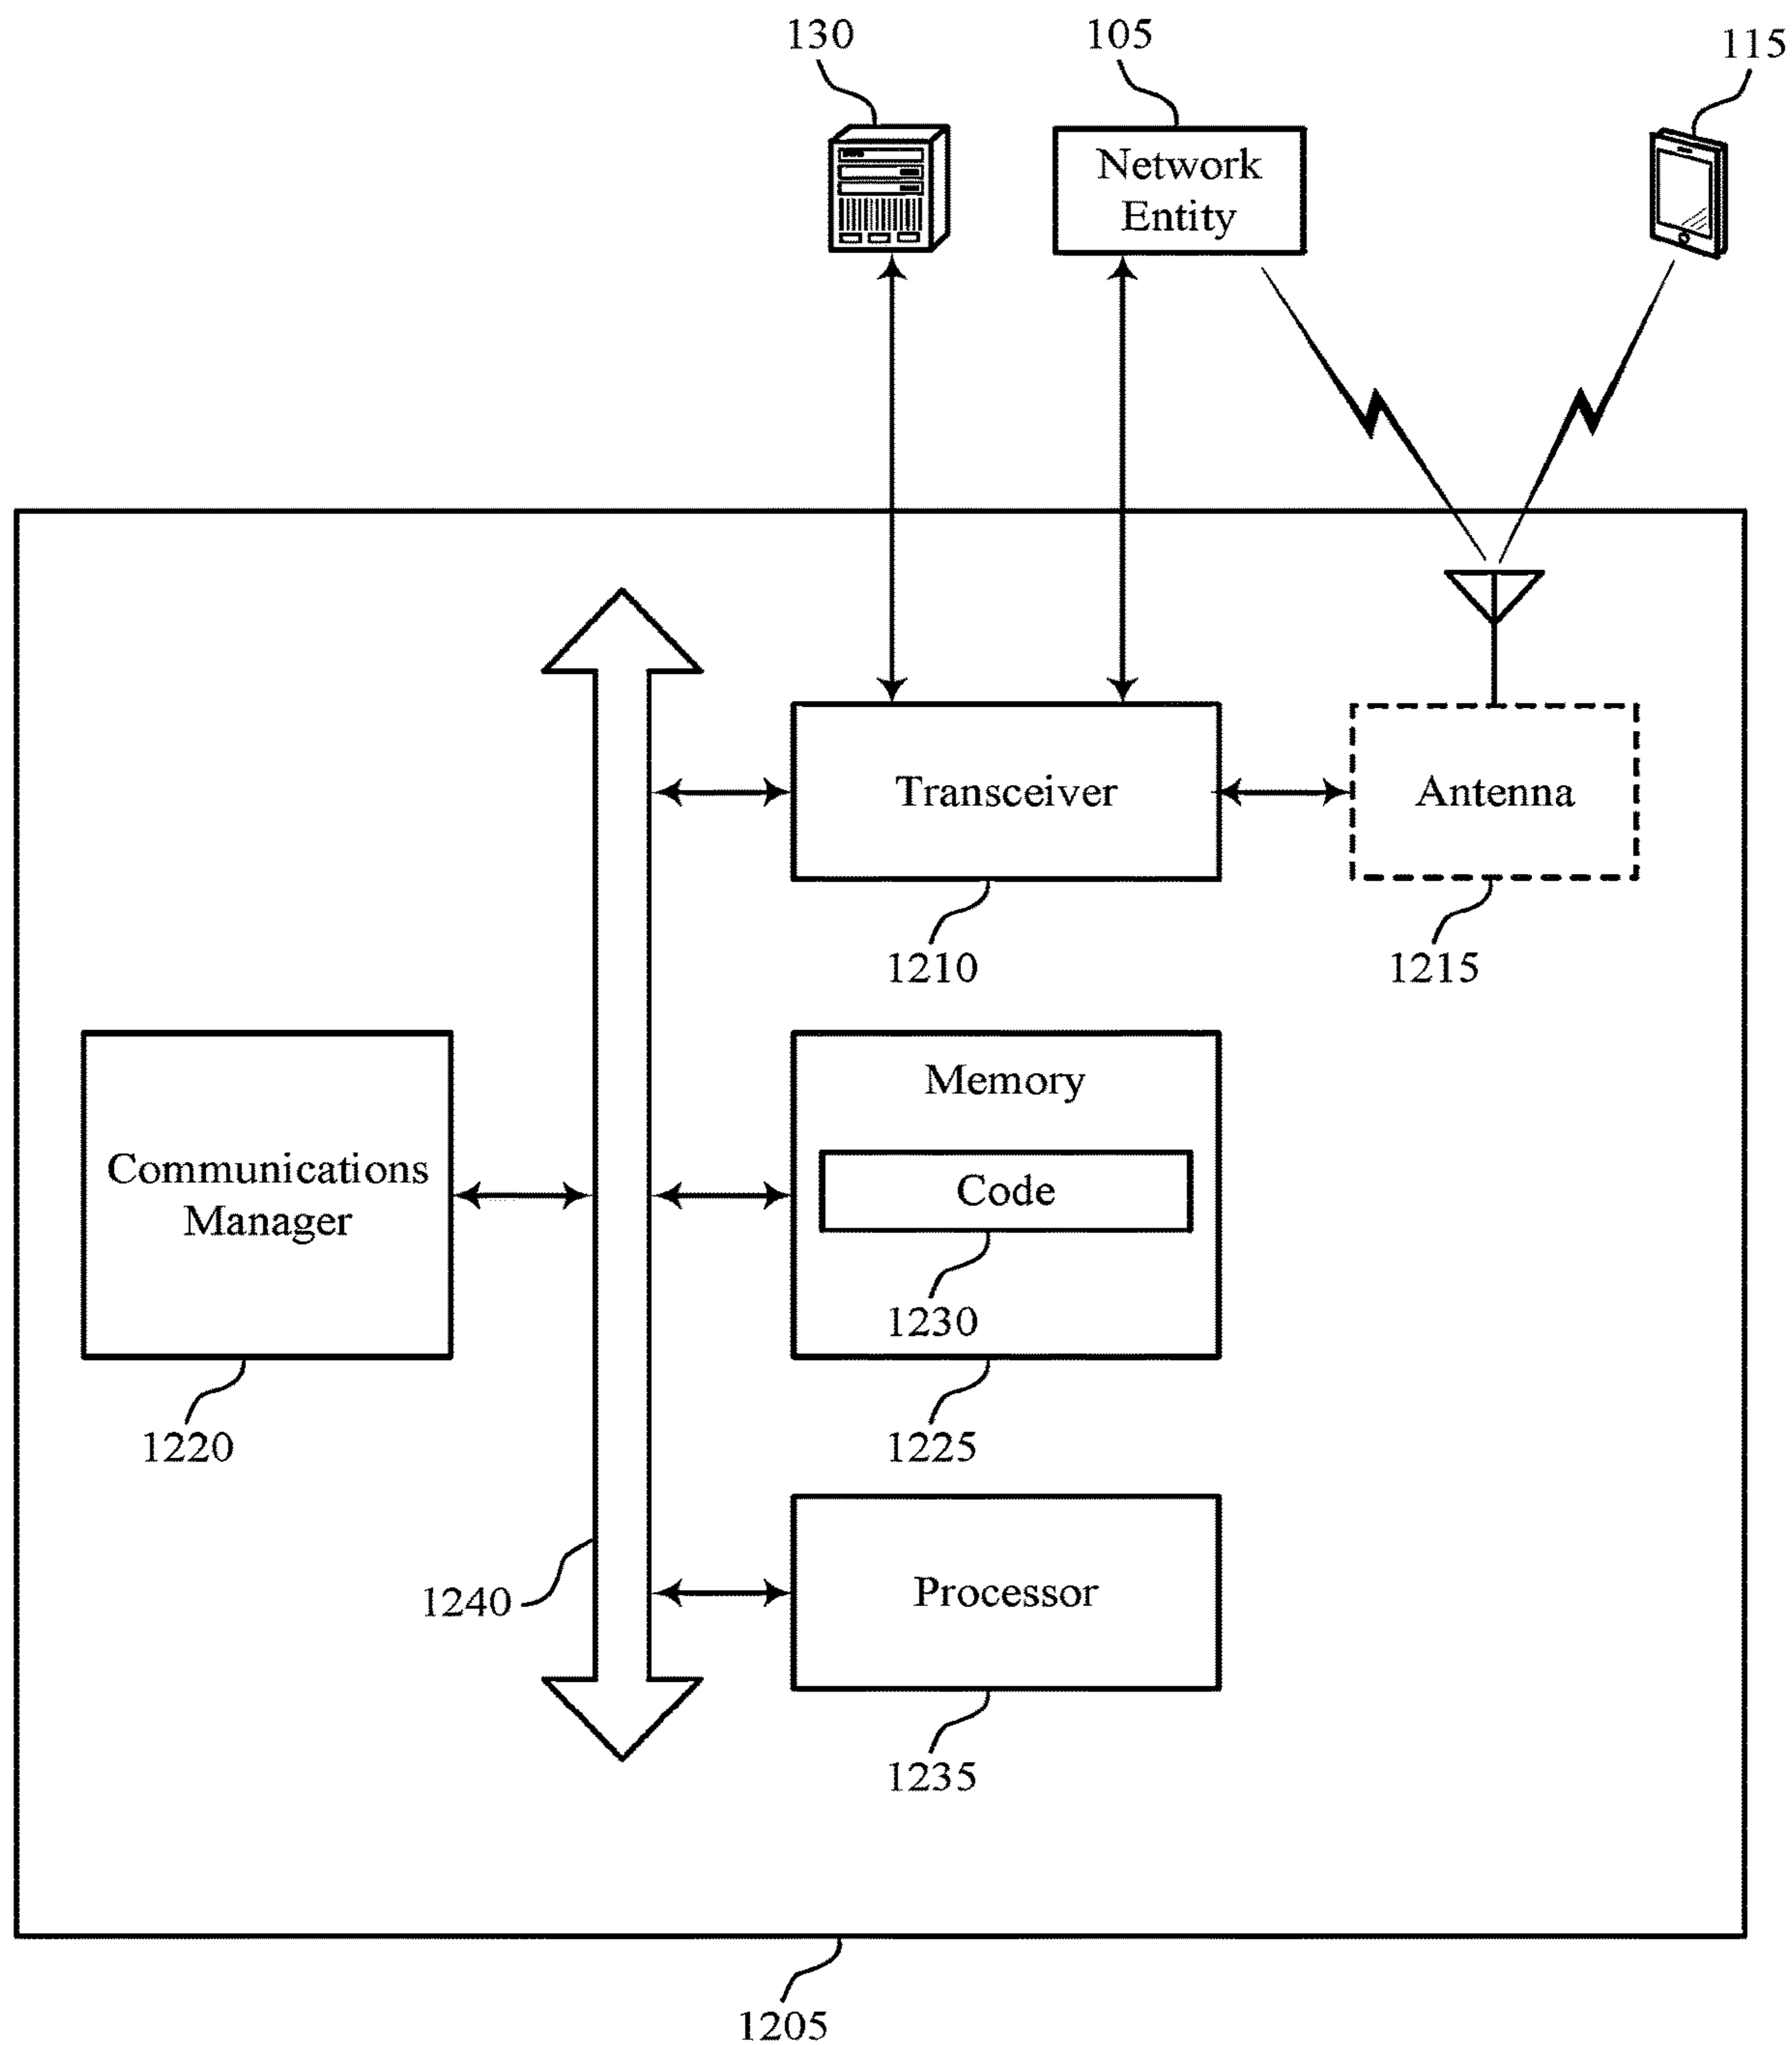 130
105
115
Network
Entity
Transceiver
Antenna
1210
1215
Memory
Communications
Manager
Code
1230
1220
1225
1240
Processor
1235
1205